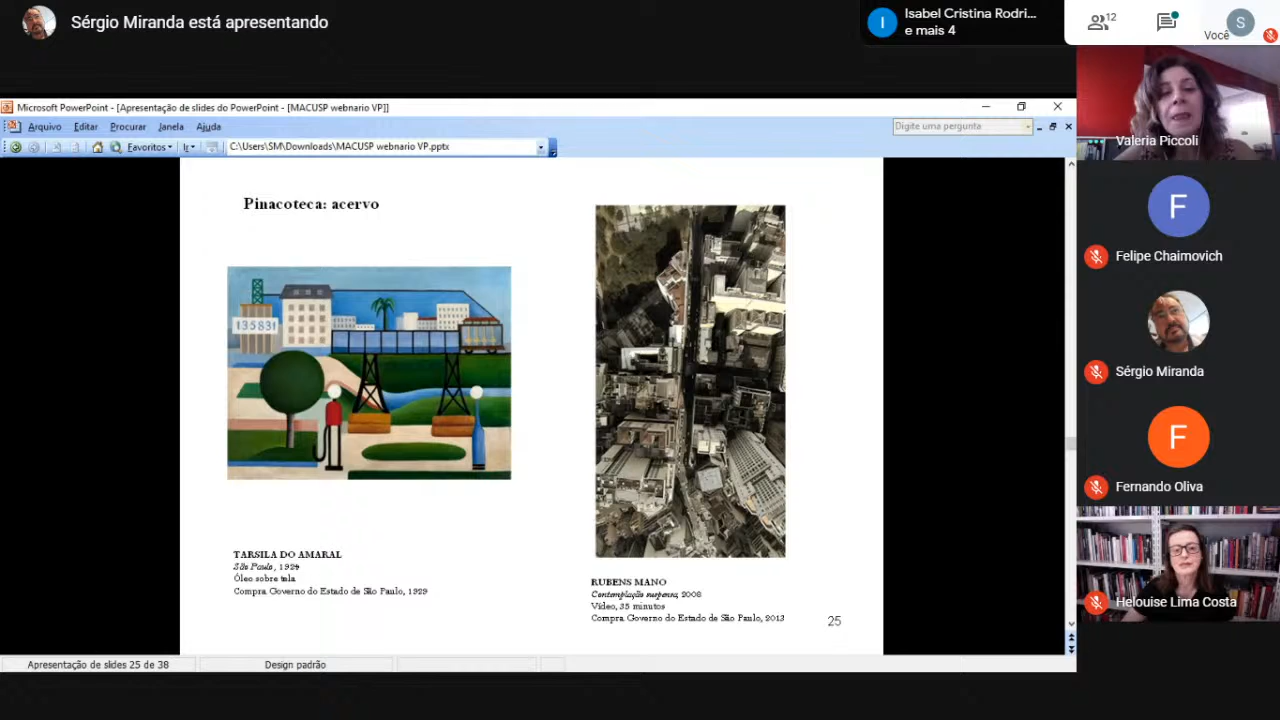 Sérgio Miranda está apresentando
Isabel Cristina Rodri...
e mais 4
I
12
S
Você
Microsoft PowerPoint - [Apresentação de slides do PowerPoint - [MACUSP webnario VP]]
Arquivo Editar Procurar Janela Ajuda
Digite uma pergunta
Favoritos Ir
C:\Users\SM\Downloads\MACUSP webnario VP.pptx
Valeria Piccoli
Pinacoteca: acervo
135831
F
Felipe Chaimovich
Sérgio Miranda
F
Fernando Oliva
Helouise Lima Costa
TARSILA DO AMARAL
São Paulo, 1924
Óleo sobre tela
Compra Governo do Estado de São Paulo, 1929
RUBENS MANO
Contemplação suspensa, 2008
Vídeo, 35 minutos
Compra Governo do Estado de São Paulo, 2013
25
Apresentação de slides 25 de 38
Design padrão